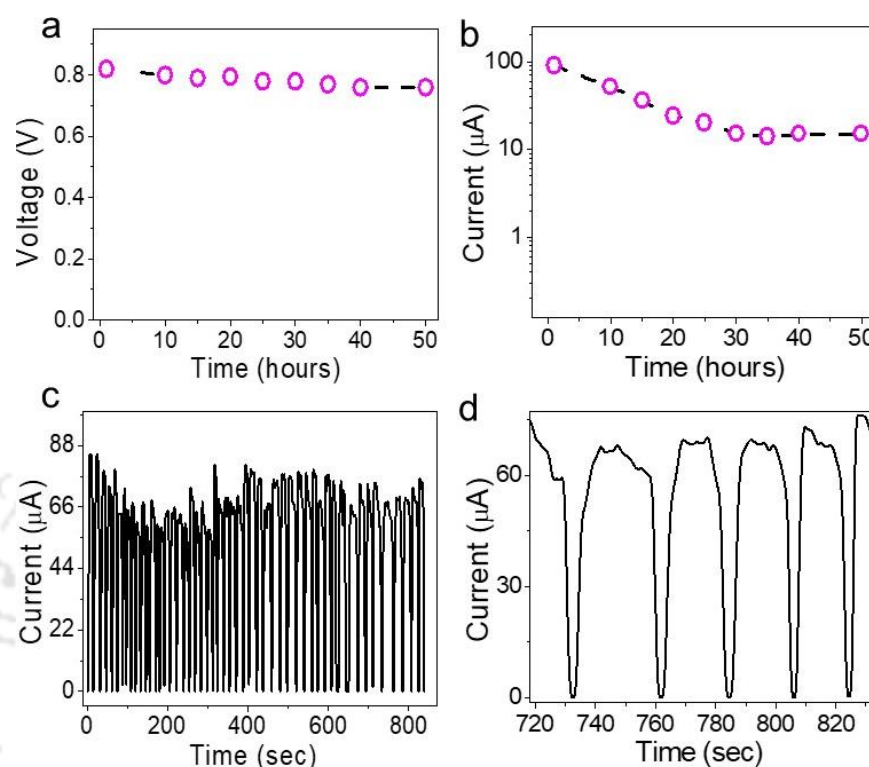 a
Voltage (V)
0.8
0.6
0.4
0.2
0.0
0 10 20 30 40 50
Time (hours)
b
Current (μA)
100
10
1
0 10 20 30 40 50
Time (hours)
c
Current (μA)
88
66
44
22
0
0 200 400 600 800
Time (sec)
d
Current (μA)
60
30
0
720 740 760 780 800 820
Time (sec)